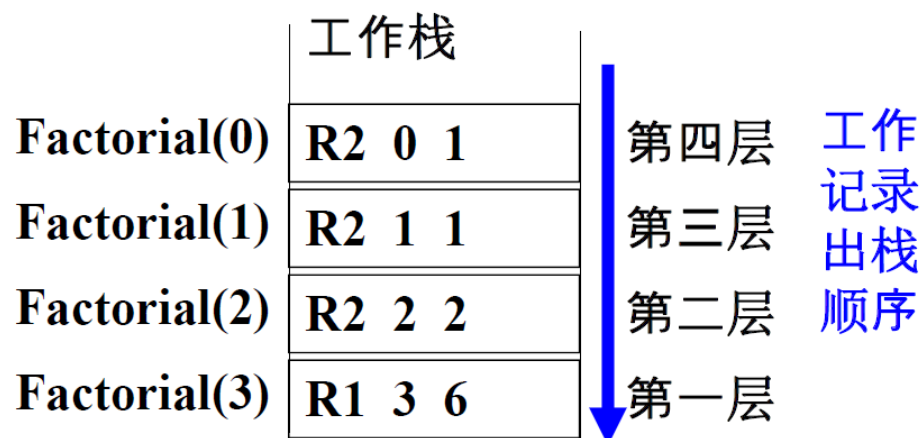 工作栈
Factorial(0) R2 0 1 第四层
Factorial(1) R2 1 1 第三层
Factorial(2) R2 2 2 第二层
Factorial(3) R1 3 6 第一层
工作
记录
出栈
顺序